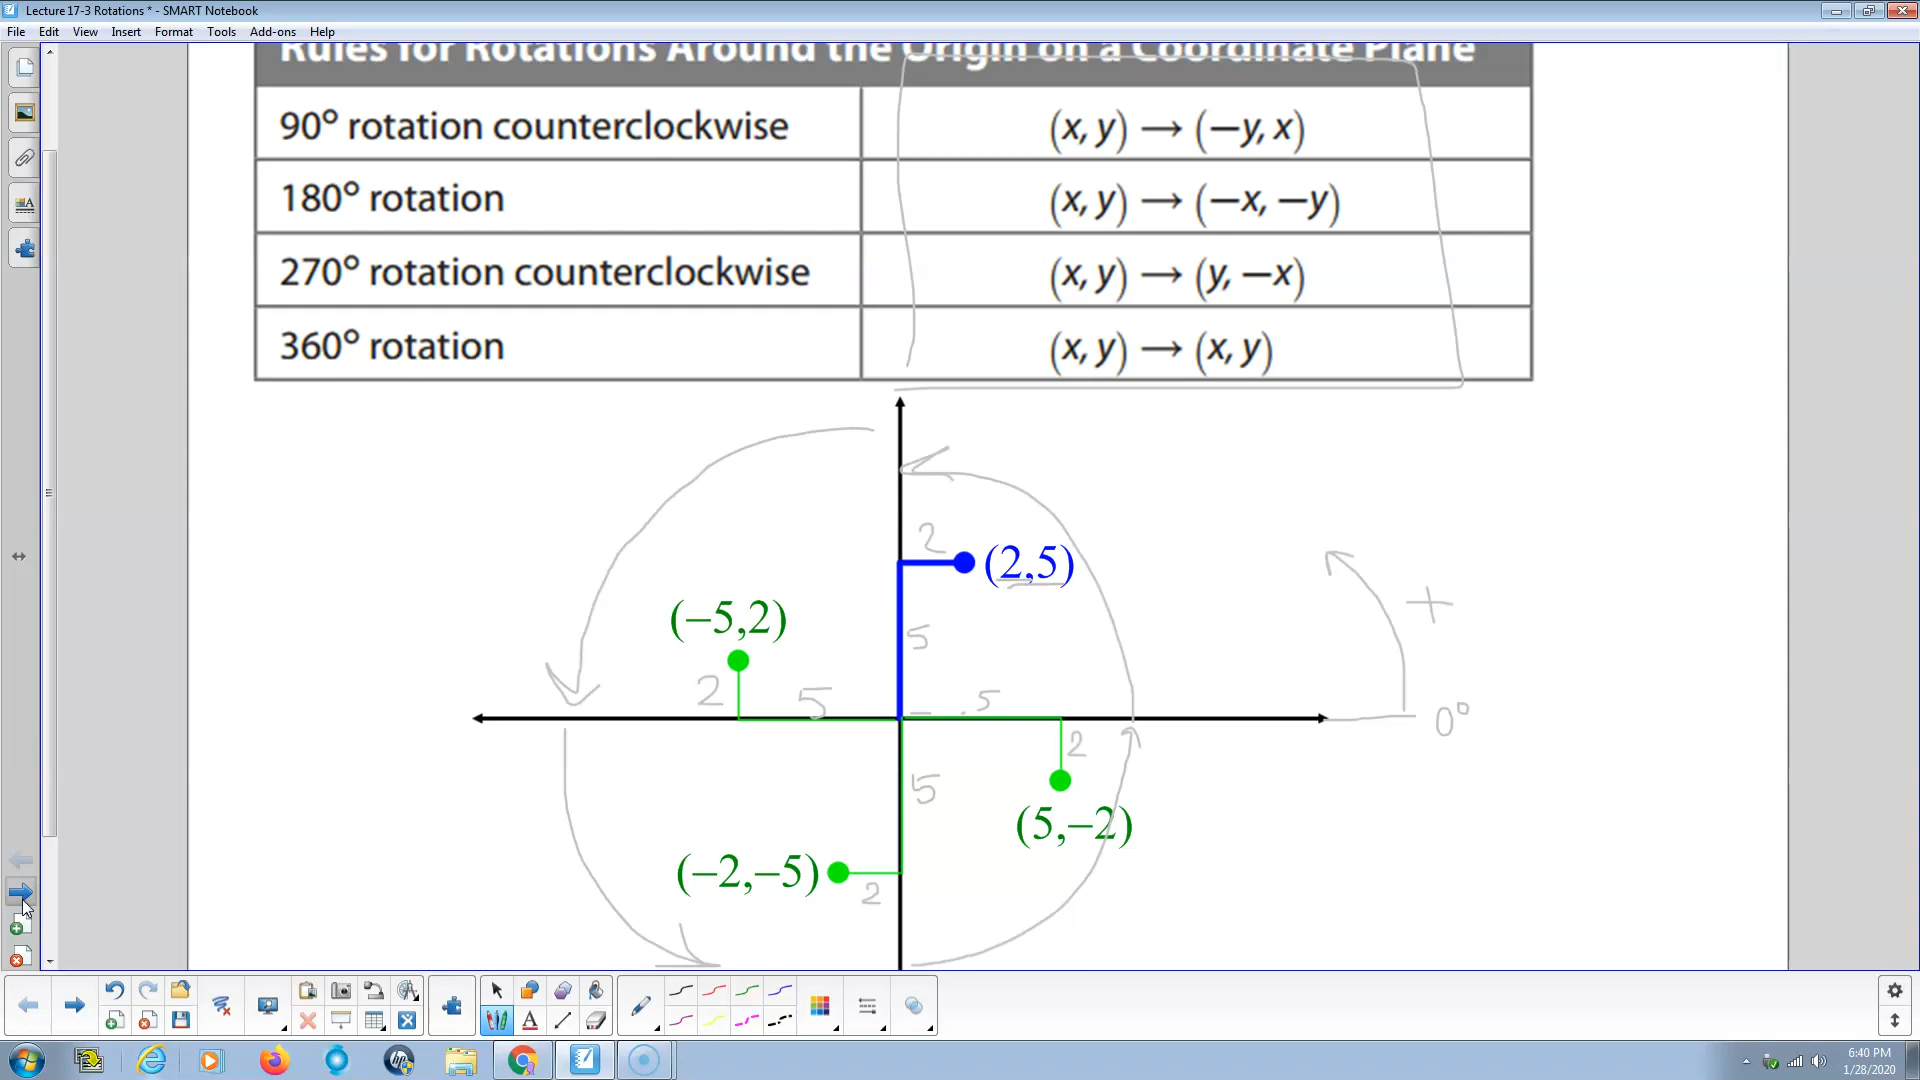 Lecture 17-3 Rotations * - SMART Notebook
File Edit View Insert Format Tools Add-ons Help
Rules for Rotations Around the Origin on a Coordinate Plane
90° rotation counterclockwise (x, y) → (−y, x)
180° rotation (x, y) → (−x, −y)
270° rotation counterclockwise (x, y) → (y, −x)
360° rotation (x, y) → (x, y)
2
(2,5)
+
(−5,2)
5
2 5 5
0°
2
5
(5,−2)
(−2,−5)
2
A
6:40 PM
1/28/2020